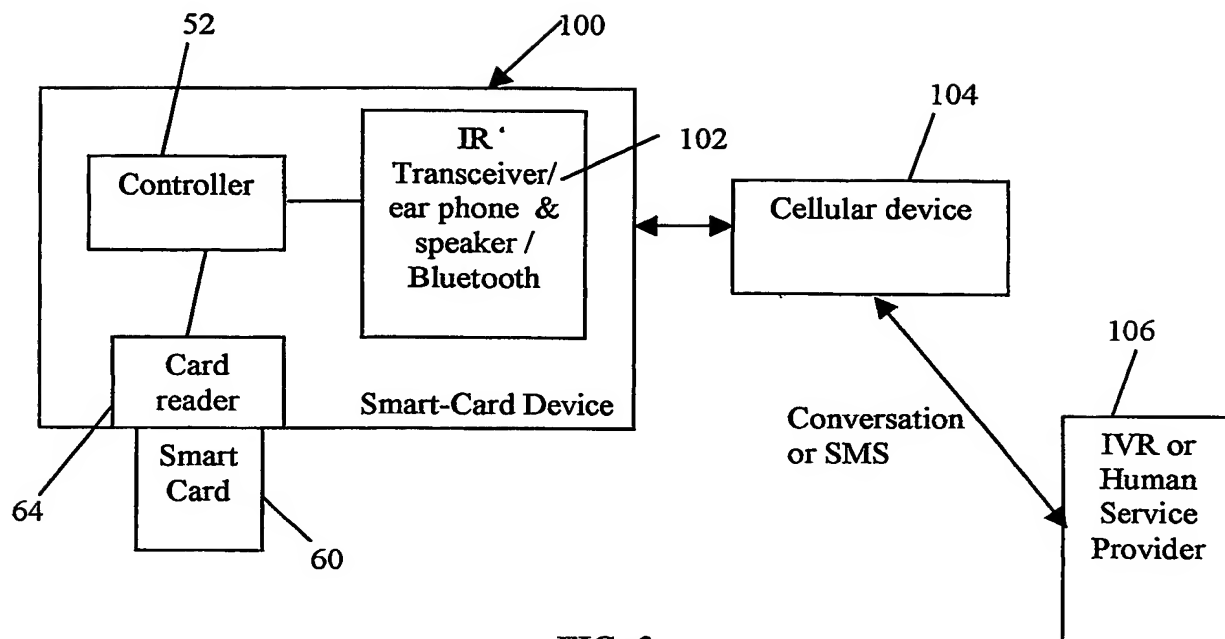 52
100
104
Controller
IR
Transceiver/
ear phone &
speaker /
Bluetooth
102
Cellular device
106
Card
reader
Smart-Card Device
Conversation
or SMS
IVR or
Human
Service
Provider
Smart
Card
64
60